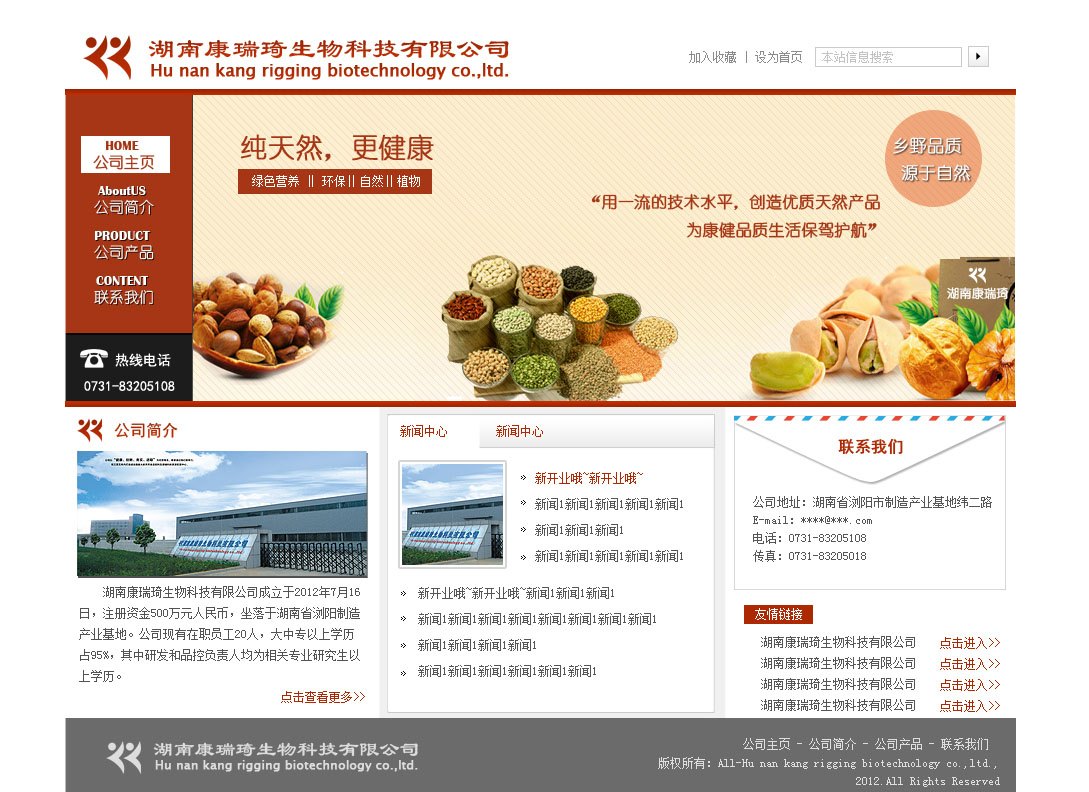 湖南康瑞琦生物科技有限公司
Hu nan kang rigging biotechnology co.,ltd.
加入收藏 | 设为首页
本站信息搜索
HOME
公司主页
AboutUS
公司简介
PRODUCT
公司产品
CONTENT
联系我们
热线电话
0731-83205108
纯天然，更健康
绿色营养 || 环保|| 自然|| 植物
“用一流的技术水平，创造优质天然产品
为康健品质生活保驾护航”
乡野品质
源于自然
湖南康瑞琦
公司简介
湖南康瑞琦生物科技有限公司成立于2012年7月16
日，注册资金500万元人民币，坐落于湖南省浏阳制造
产业基地。公司现有在职员工20人，大中专以上学历
占95%，其中研发和品控负责人均为相关专业研究生以
上学历。
点击查看更多>>
新闻中心
新闻中心
新开业哦~新开业哦~
新闻1新闻1新闻1新闻1新闻1
新闻1新闻1新闻1
新闻1新闻1新闻1新闻1新闻1
新开业哦~新开业哦~新闻1新闻1新闻1
新闻1新闻1新闻1新闻1新闻1新闻1新闻1新闻1
新闻1新闻1新闻1新闻1
新闻1新闻1新闻1新闻1新闻1新闻1
联系我们
公司地址：湖南省浏阳市制造产业基地纬二路
E-mail：****@***.com
电话：0731-83205108
传真：0731-83205018
友情链接
湖南康瑞琦生物科技有限公司 点击进入>>
湖南康瑞琦生物科技有限公司 点击进入>>
湖南康瑞琦生物科技有限公司 点击进入>>
湖南康瑞琦生物科技有限公司 点击进入>>
湖南康瑞琦生物科技有限公司
Hu nan kang rigging biotechnology co.,ltd.
公司主页 - 公司简介 - 公司产品 - 联系我们
版权所有：All-Hu nan kang rigging biotechnology co.,ltd.,
2012.All Rights Reserved